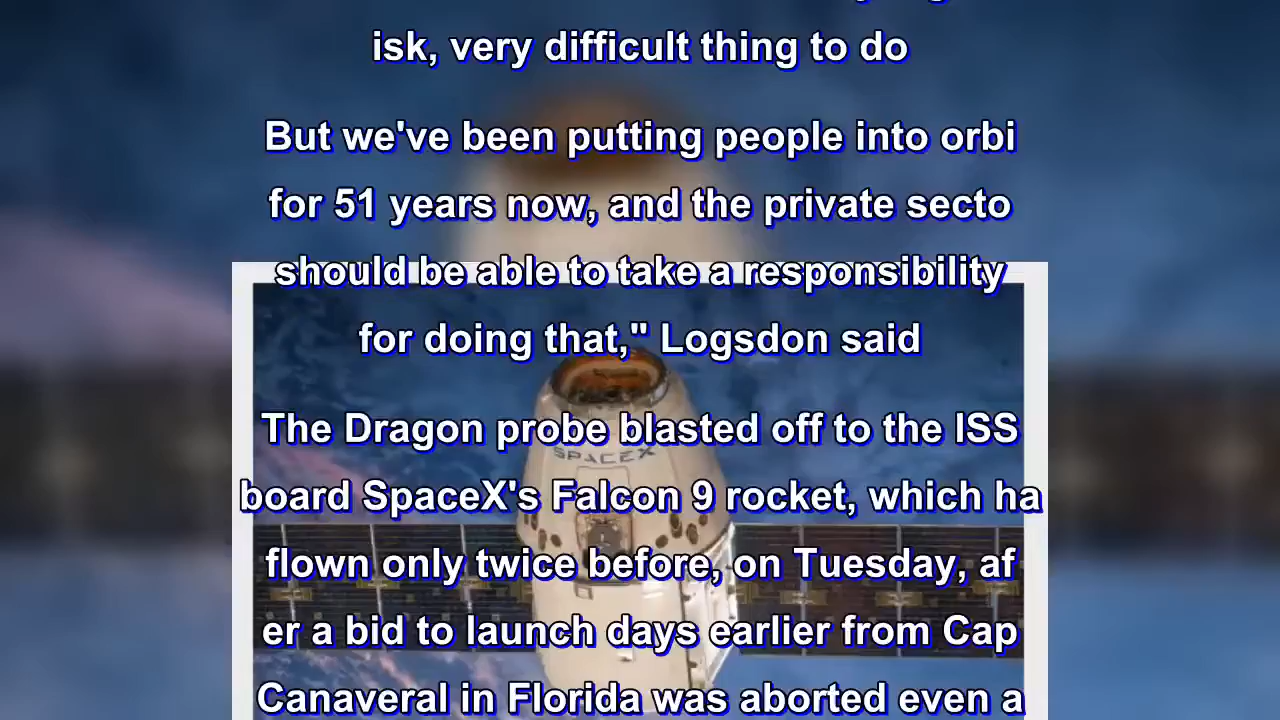 isk, very difficult thing to do
But we've been putting people into orbi
for 51 years now, and the private secto
should be able to take a responsibility
for doing that," Logsdon said
The Dragon probe blasted off to the ISS
SPACEX
board SpaceX's Falcon 9 rocket, which ha
flown only twice before, on Tuesday, af
er a bid to launch days earlier from Cap
Canaveral in Florida was aborted even a